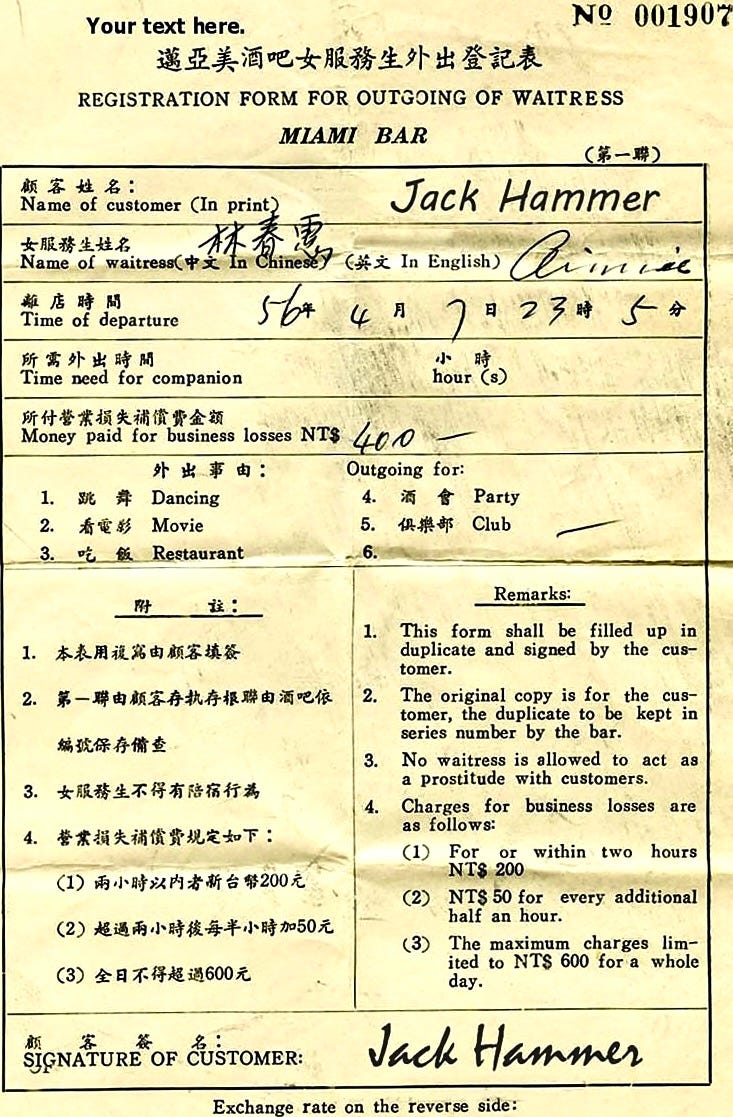 Your text here.
№ 001907
邁亞美酒吧女服務生外出登記表
REGISTRATION FORM FOR OUTGOING OF WAITRESS
MIAMI BAR
(第一聯)
顧客姓名:
Name of customer (In print) Jack Hammer
女服務生姓名 林春
Name of waitress(中文 In Chinese) (英文 In English)
離店時間
Time of departure 56年 4月 7日 23時 5分
所需外出時間 小時
Time need for companion hour (s)
所付營業損失補償費金額
Money paid for business losses NT$ 400 —
外出事由: Outgoing for:
1. 跳舞 Dancing 4. 酒會 Party
2. 看電影 Movie 5. 俱樂部 Club —
3. 吃飯 Restaurant 6.
附註:
1. 本表用複寫由顧客填簽
2. 第一聯由顧客存執存根聯由酒吧依
編號保存備查
3. 女服務生不得有陪宿行為
4. 營業損失補償費規定如下:
(1) 兩小時以內者新台幣200元
(2) 超過兩小時後每半小時加50元
(3) 全日不得超過600元
Remarks:
1. This form shall be filled up in
duplicate and signed by the cus-
tomer.
2. The original copy is for the cus-
tomer, the duplicate to be kept in
series number by the bar.
3. No waitress is allowed to act as
a prostitude with customers.
4. Charges for business losses are
as follows:
(1) For or within two hours
NT$ 200
(2) NT$ 50 for every additional
half an hour.
(3) The maximum charges lim-
ited to NT$ 600 for a whole
day.
顧客簽名:
SIGNATURE OF CUSTOMER: Jack Hammer
Exchange rate on the reverse side: